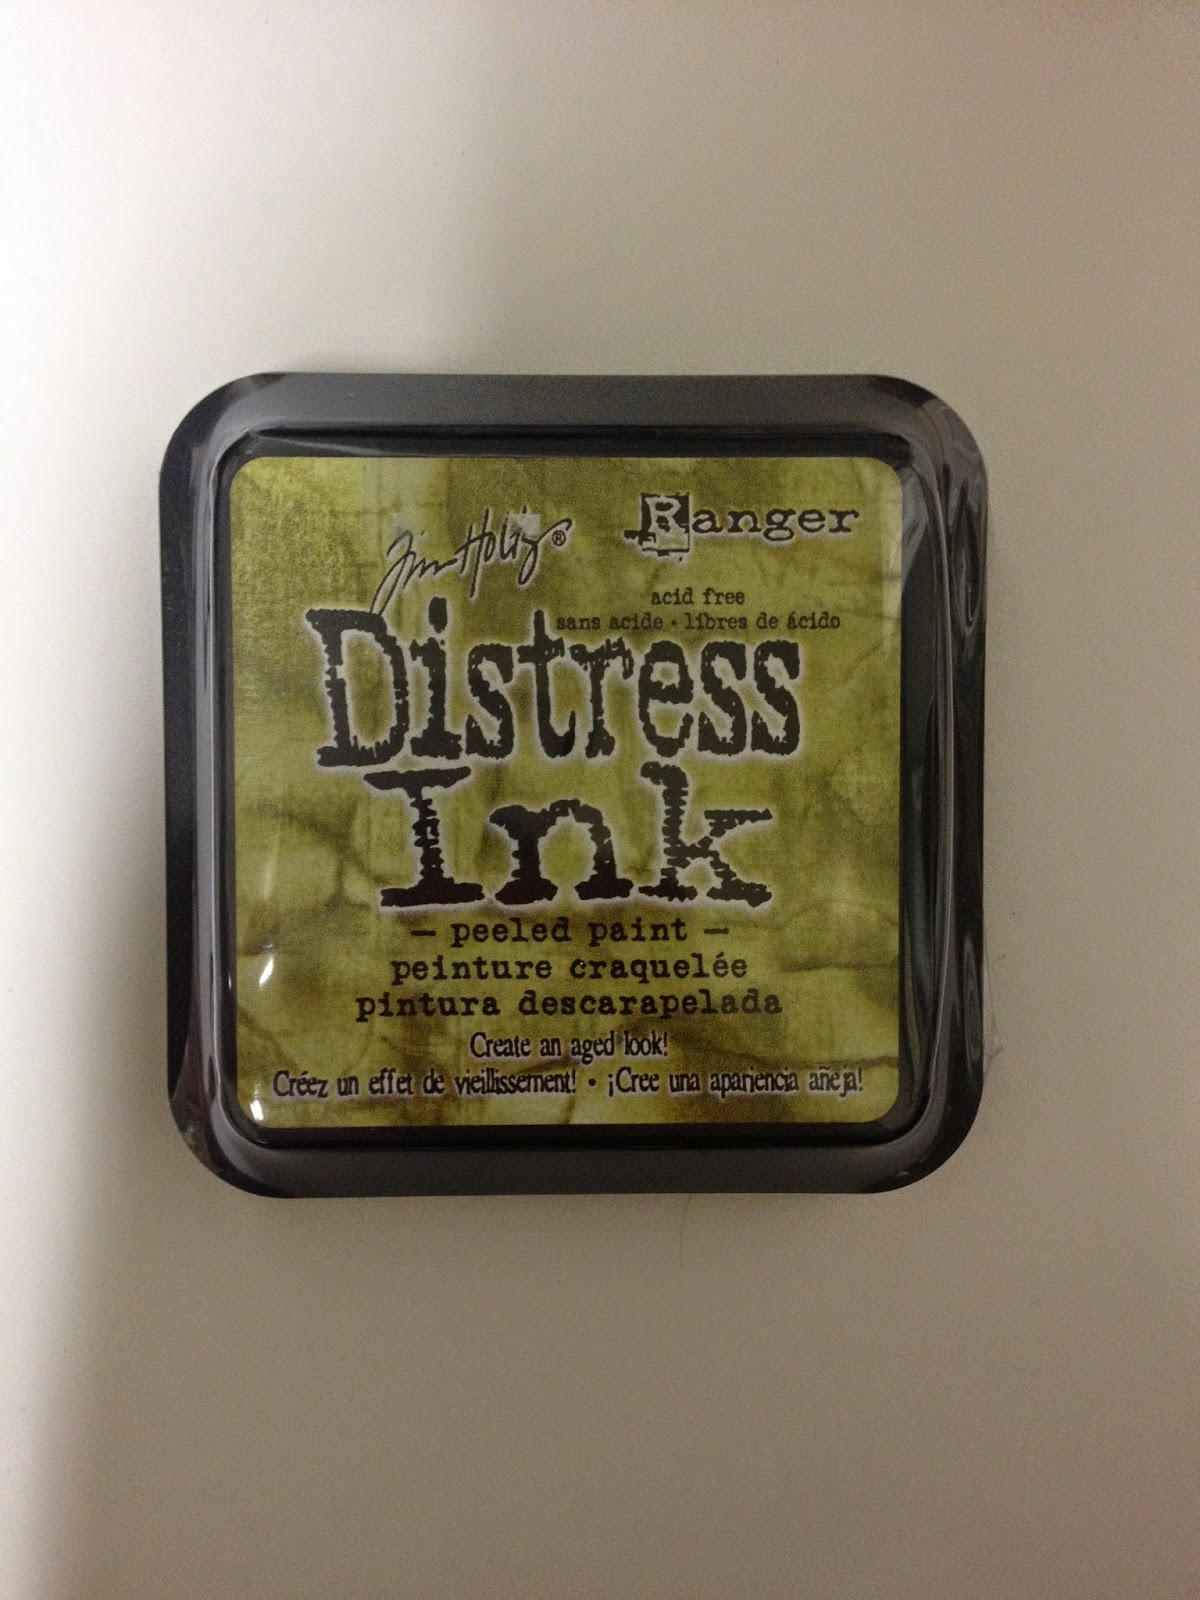 Tim Holtz®
Ranger
acid free
sans acide • libres de ácido
Distress
Ink
— peeled paint —
peinture craquelée
pintura descarapelada
Create an aged look!
Créez un effet de vieillissement! • ¡Cree una apariencia añeja!